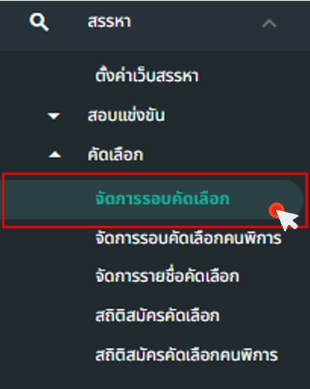 สรรหา
ตั้งค่าเว็บสรรหา
สอบแข่งขัน
คัดเลือก
จัดการรอบคัดเลือก
จัดการรอบคัดเลือกคนพิการ
จัดการรายชื่อคัดเลือก
สถิติสมัครคัดเลือก
สถิติสมัครคัดเลือกคนพิการ